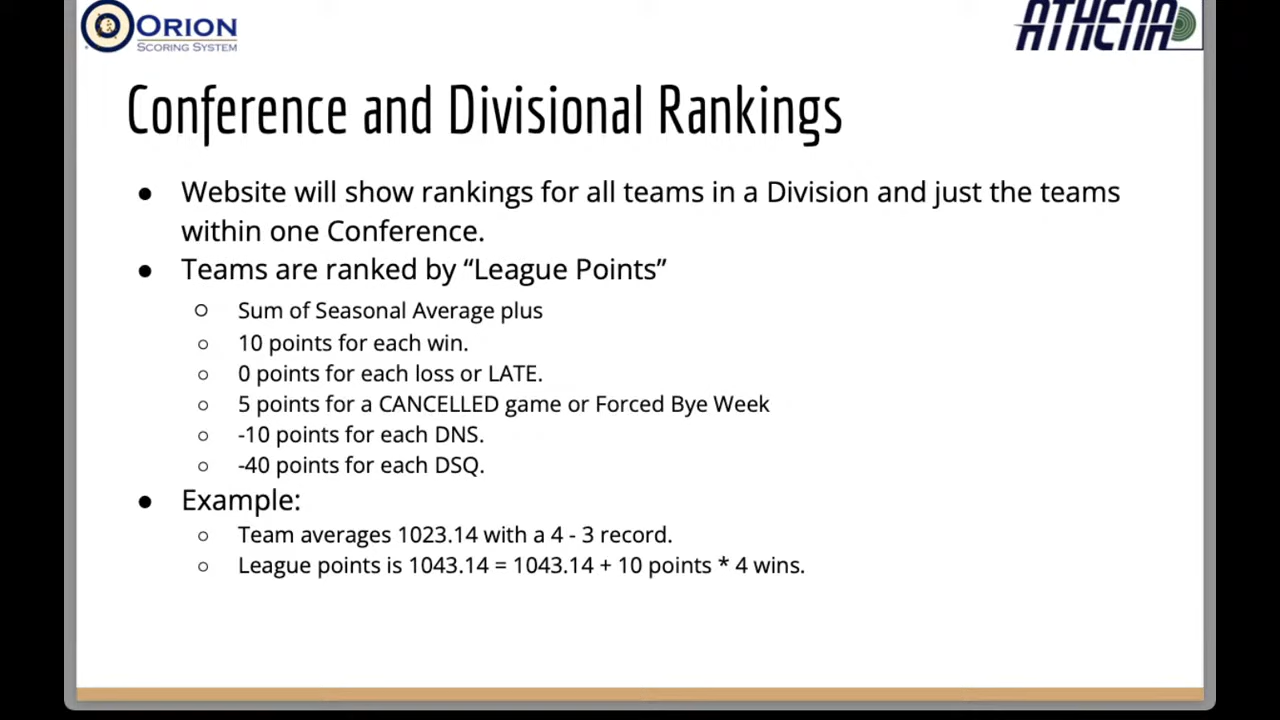 ORION
SCORING SYSTEM
ATHENA
Conference and Divisional Rankings
● Website will show rankings for all teams in a Division and just the teams
within one Conference.
● Teams are ranked by “League Points”
○ Sum of Seasonal Average plus
○ 10 points for each win.
○ 0 points for each loss or LATE.
○ 5 points for a CANCELLED game or Forced Bye Week
○ -10 points for each DNS.
○ -40 points for each DSQ.
● Example:
○ Team averages 1023.14 with a 4 - 3 record.
○ League points is 1043.14 = 1043.14 + 10 points * 4 wins.